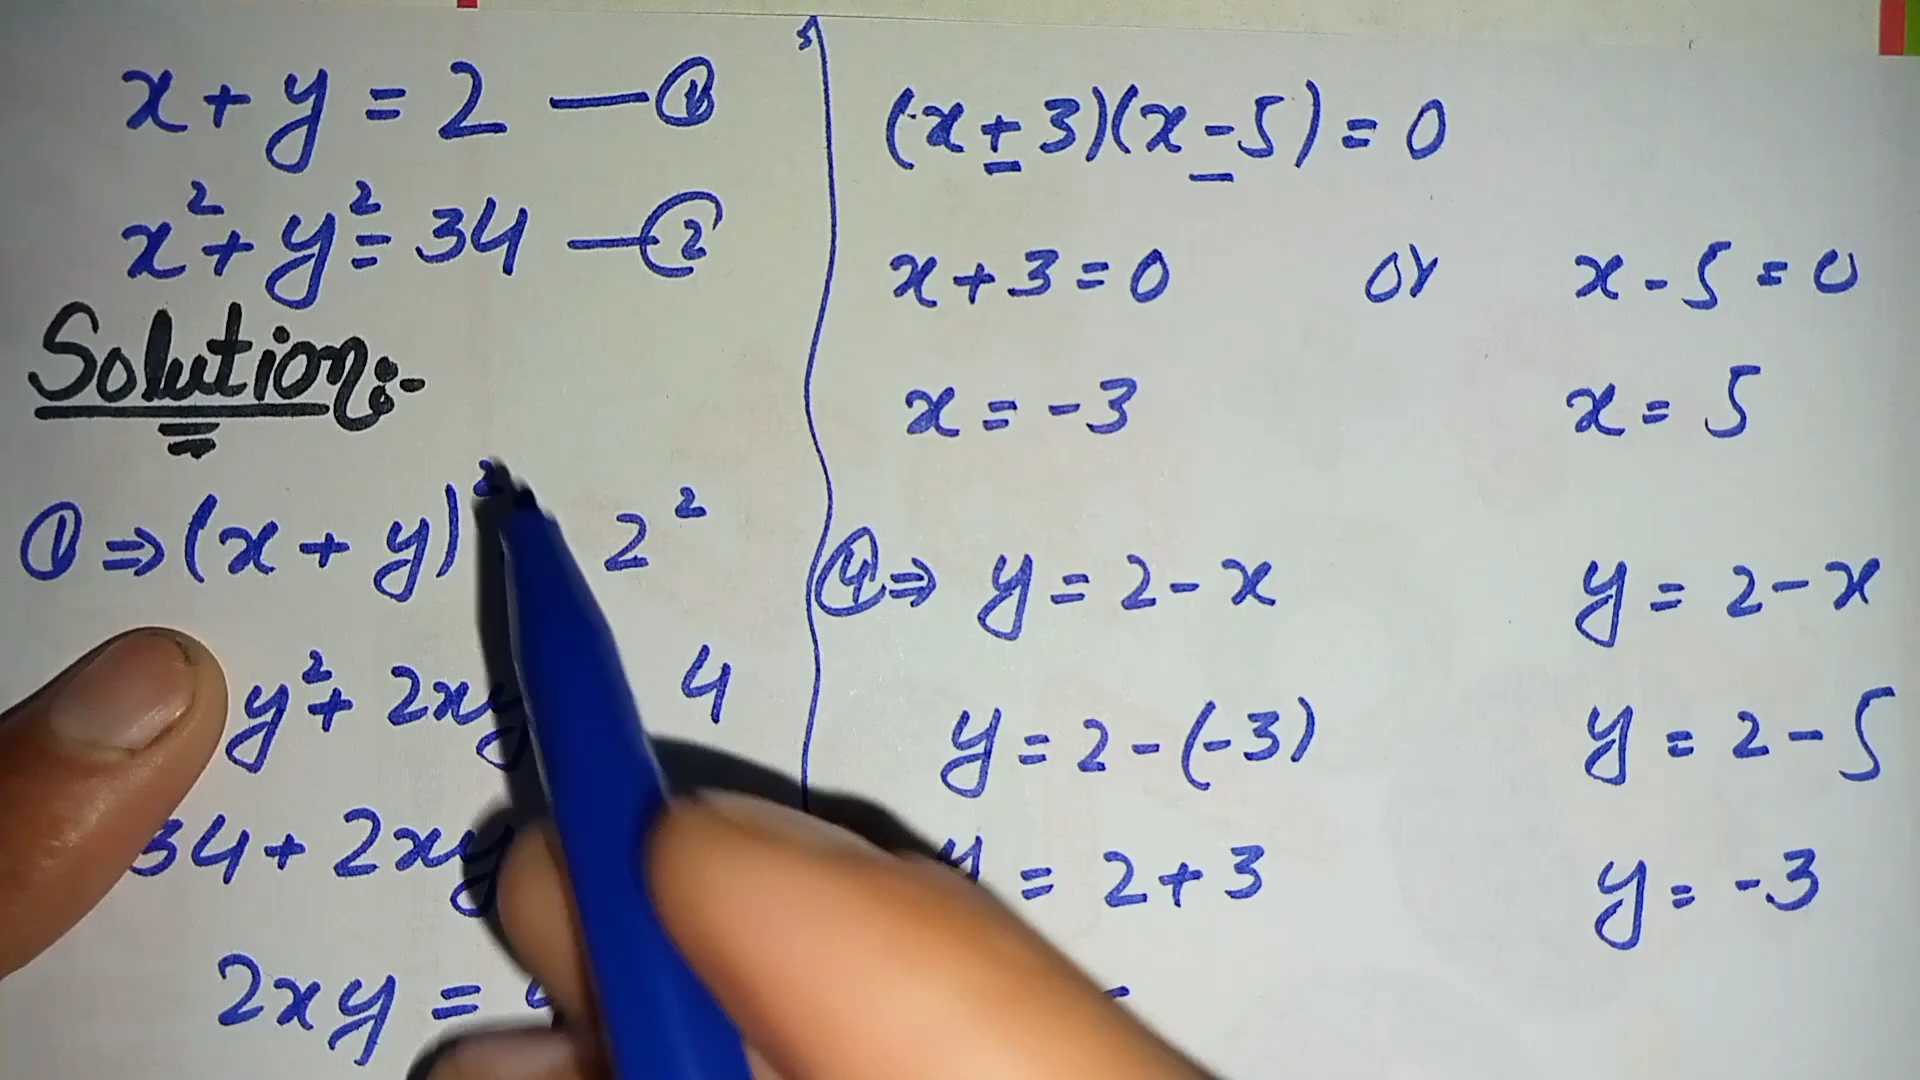 x + y = 2 — ①
x² + y² = 34 — ②
Solution:-
① ⇒ (x + y)² 2²
y² + 2xy 4
34 + 2xy
2xy =
(x + 3)(x - 5) = 0
x + 3 = 0 or x - 5 = 0
x = -3 x = 5
④ ⇒ y = 2 - x y = 2 - x
y = 2 - (-3) y = 2 - 5
y = 2 + 3 y = -3